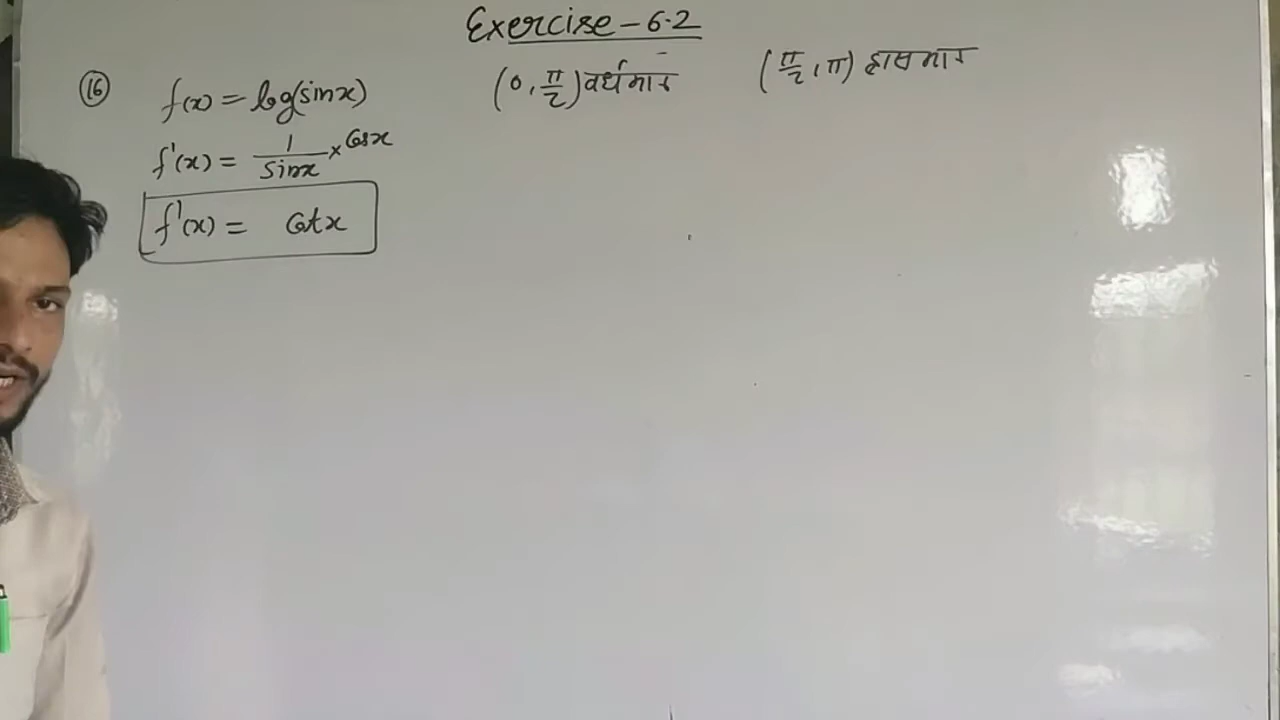 Exercise - 6.2
(16) f(x) = log(sinx) (0, π/2) वर्धमान (π/2, π) ह्रासमान
f'(x) = 1/sinx × Cosx
f'(x) = Cotx